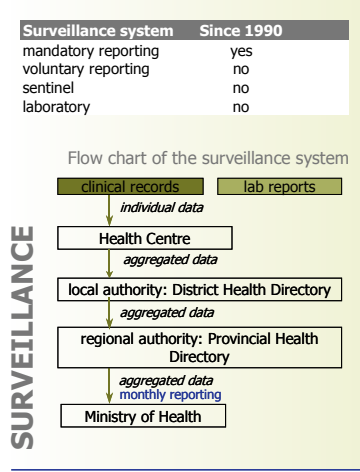 Surveillance system Since 1990
mandatory reporting yes
voluntary reporting no
sentinel no
laboratory no
Flow chart of the surveillance system
clinical records lab reports
individual data
Health Centre
aggregated data
local authority: District Health Directory
aggregated data
regional authority: Provincial Health
Directory
aggregated data
monthly reporting
Ministry of Health
SURVEILLANCE